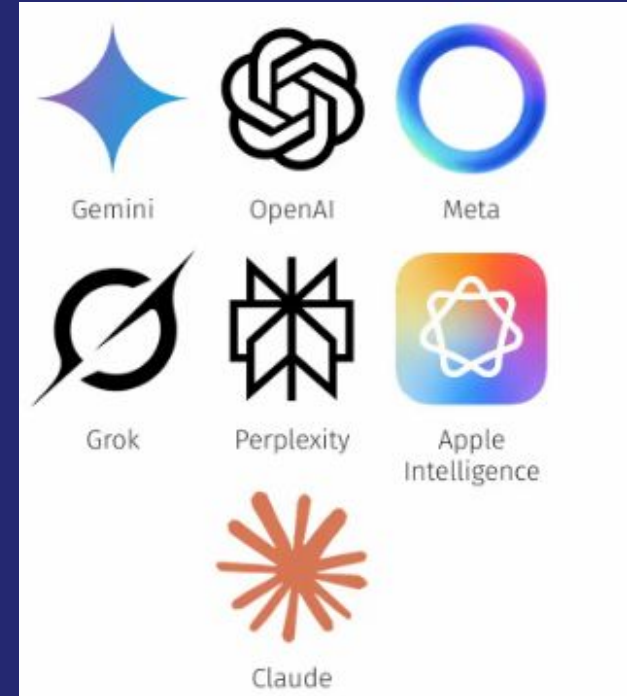 Gemini
OpenAI
Meta
Grok
Perplexity
Apple
Intelligence
Claude